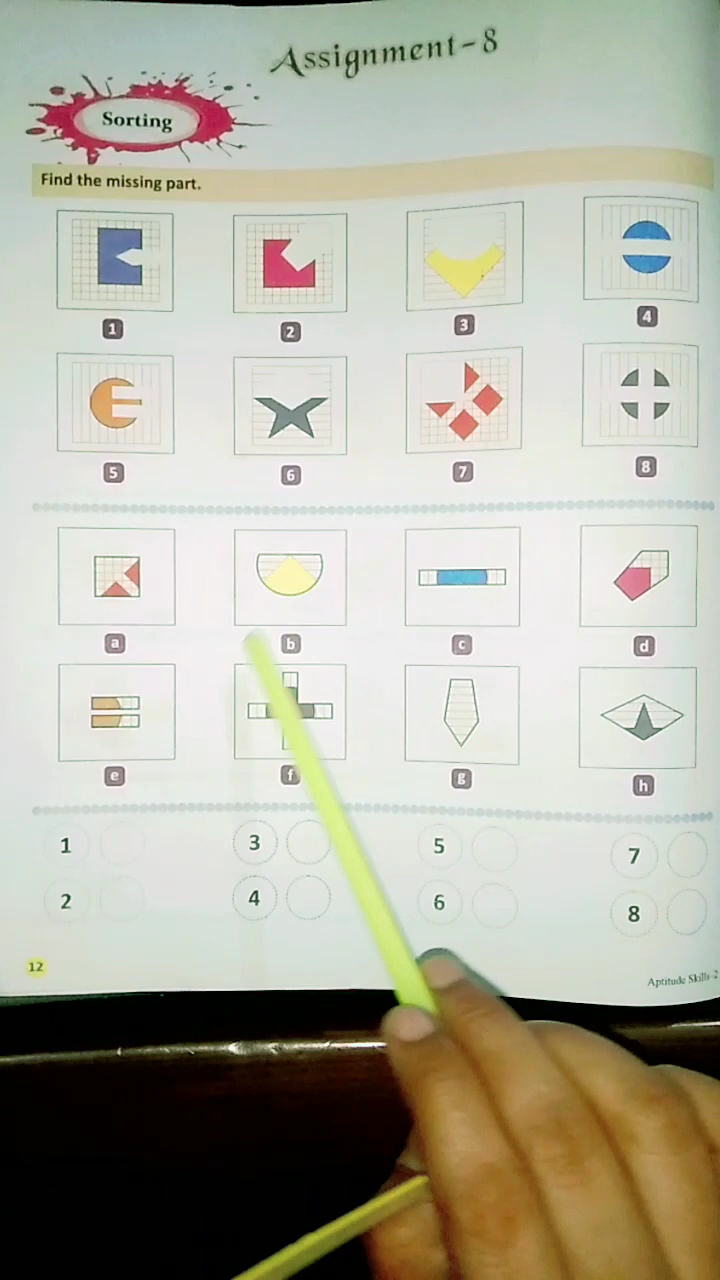 Assignment-8
Sorting
Find the missing part.
1 2 3 4
5 6 7 8
a b c d
e f g h
1 3 5 7
2 4 6 8
12
Aptitude Skills-2